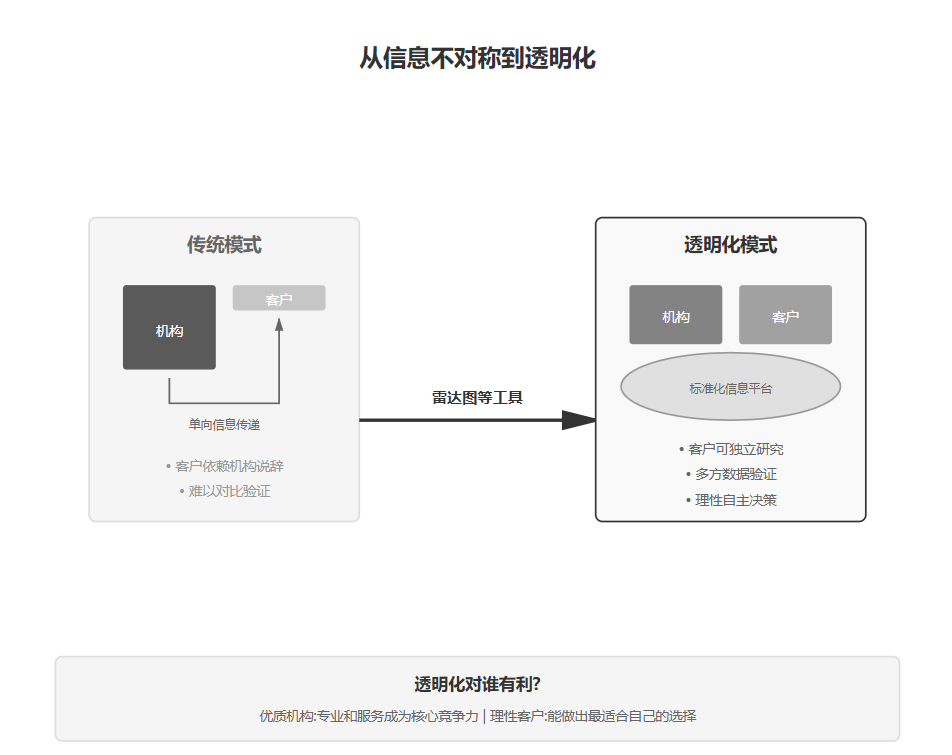 从信息不对称到透明化
传统模式
机构
客户
单向信息传递
• 客户依赖机构说辞
• 难以对比验证
雷达图等工具
透明化模式
机构
客户
标准化信息平台
• 客户可独立研究
• 多方数据验证
• 理性自主决策
透明化对谁有利?
优质机构:专业和服务成为核心竞争力 | 理性客户:能做出最适合自己的选择